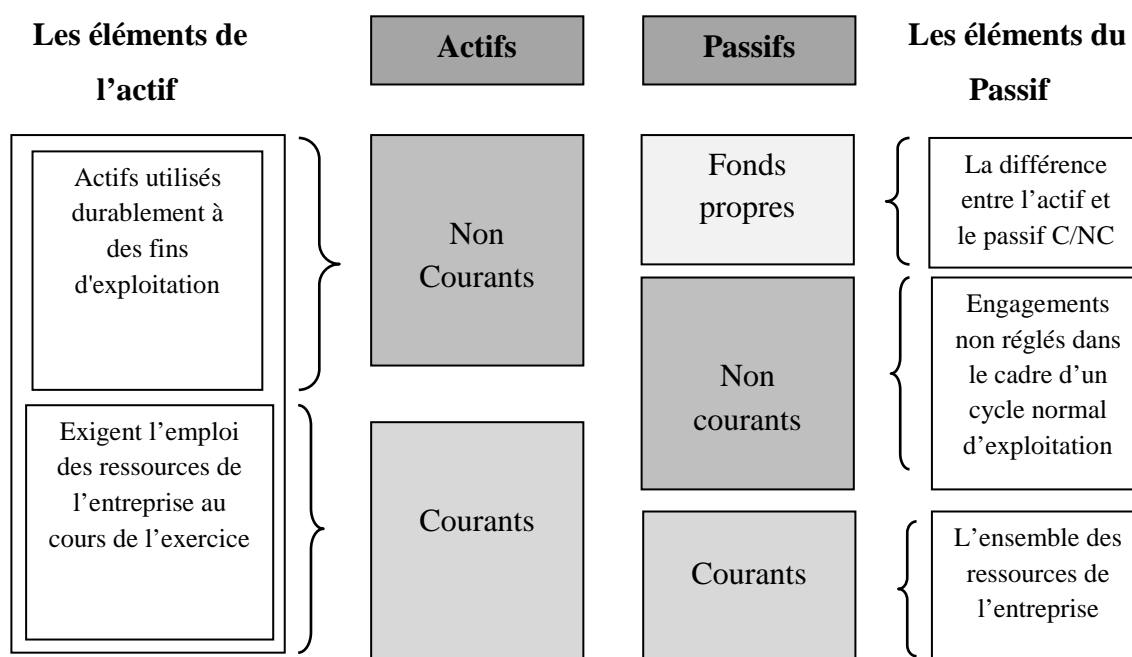 Les éléments de
l'actif
Actifs
Passifs
Les éléments du
Passif
Actifs utilisés
durablement à
des fins
d'exploitation
Non
Courants
Fonds
propres
La différence
entre l'actif et
le passif C/NC
Non
courants
Engagements
non réglés dans
le cadre d'un
cycle normal
d'exploitation
Exigent l'emploi
des ressources de
l'entreprise au
cours de l'exercice
Courants
Courants
L'ensemble des
ressources de
l'entreprise